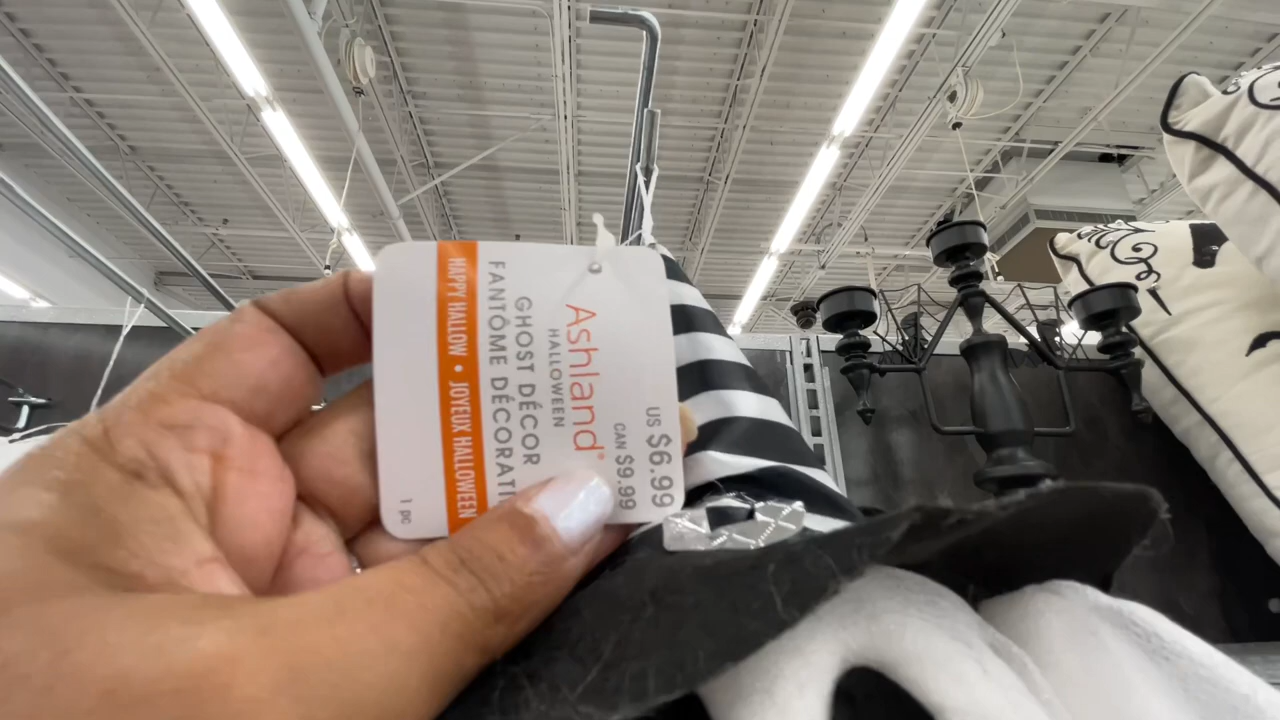 US $6.99
CAN $9.99
Ashland®
HALLOWEEN
GHOST DÉCOR
FANTÔME DÉCORATI
HAPPY HALLOW • JOYEUX HALLOWEEN
1 pc